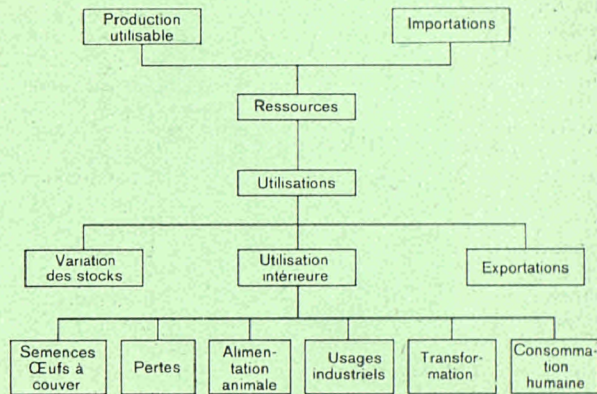 Production
utilisable
Importations
Ressources
Utilisations
Variation
des stocks
Utilisation
intérieure
Exportations
Semences
Œufs à
couver
Pertes
Alimen-
tation
animale
Usages
industriels
Transfor-
mation
Consomma-
tion
humaine